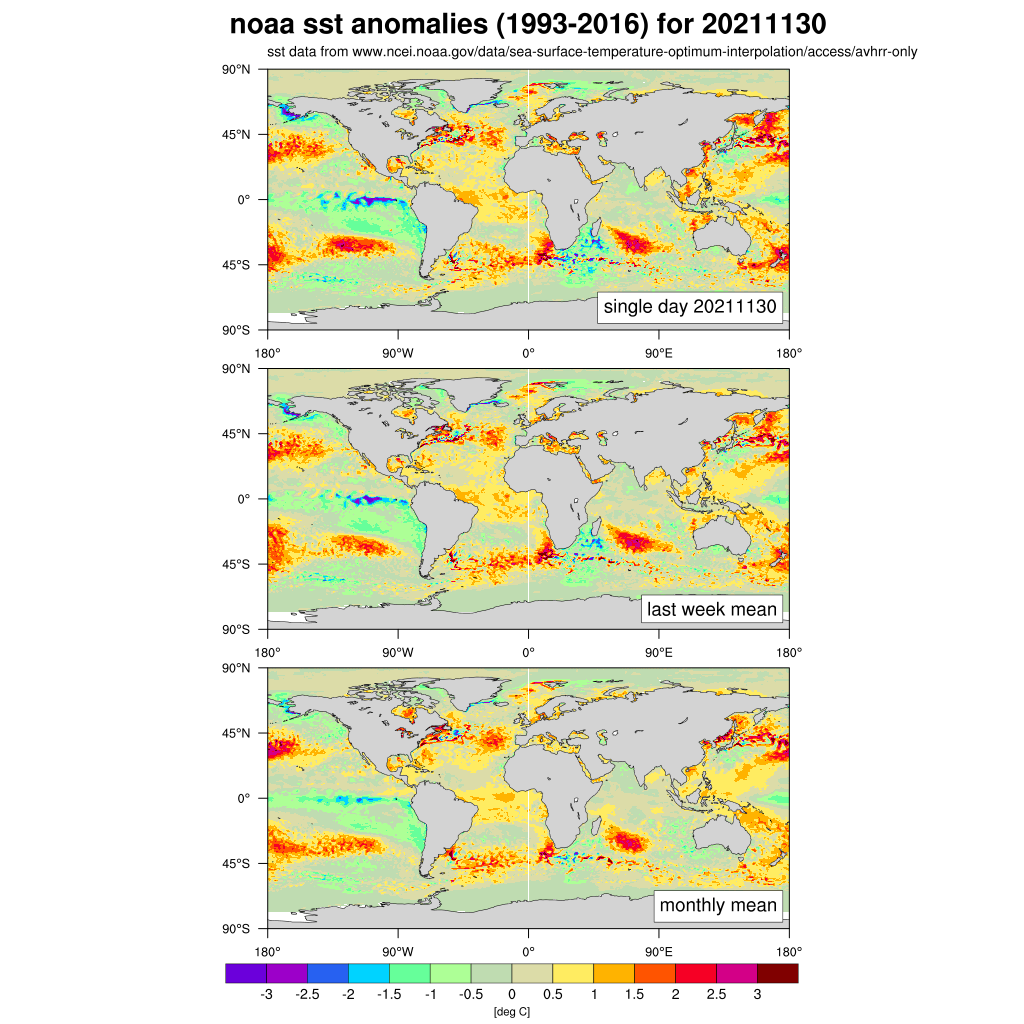 noaa sst anomalies (1993-2016) for 20211130
sst data from www.ncei.noaa.gov/data/sea-surface-temperature-optimum-interpolation/access/avhrr-only
90°N
45°N
0°
45°S
90°S
single day 20211130
180° 90°W 0° 90°E 180°
90°N
45°N
0°
45°S
90°S
last week mean
180° 90°W 0° 90°E 180°
90°N
45°N
0°
45°S
90°S
monthly mean
180° 90°W 0° 90°E 180°
-3 -2.5 -2 -1.5 -1 -0.5 0 0.5 1 1.5 2 2.5 3
[deg C]